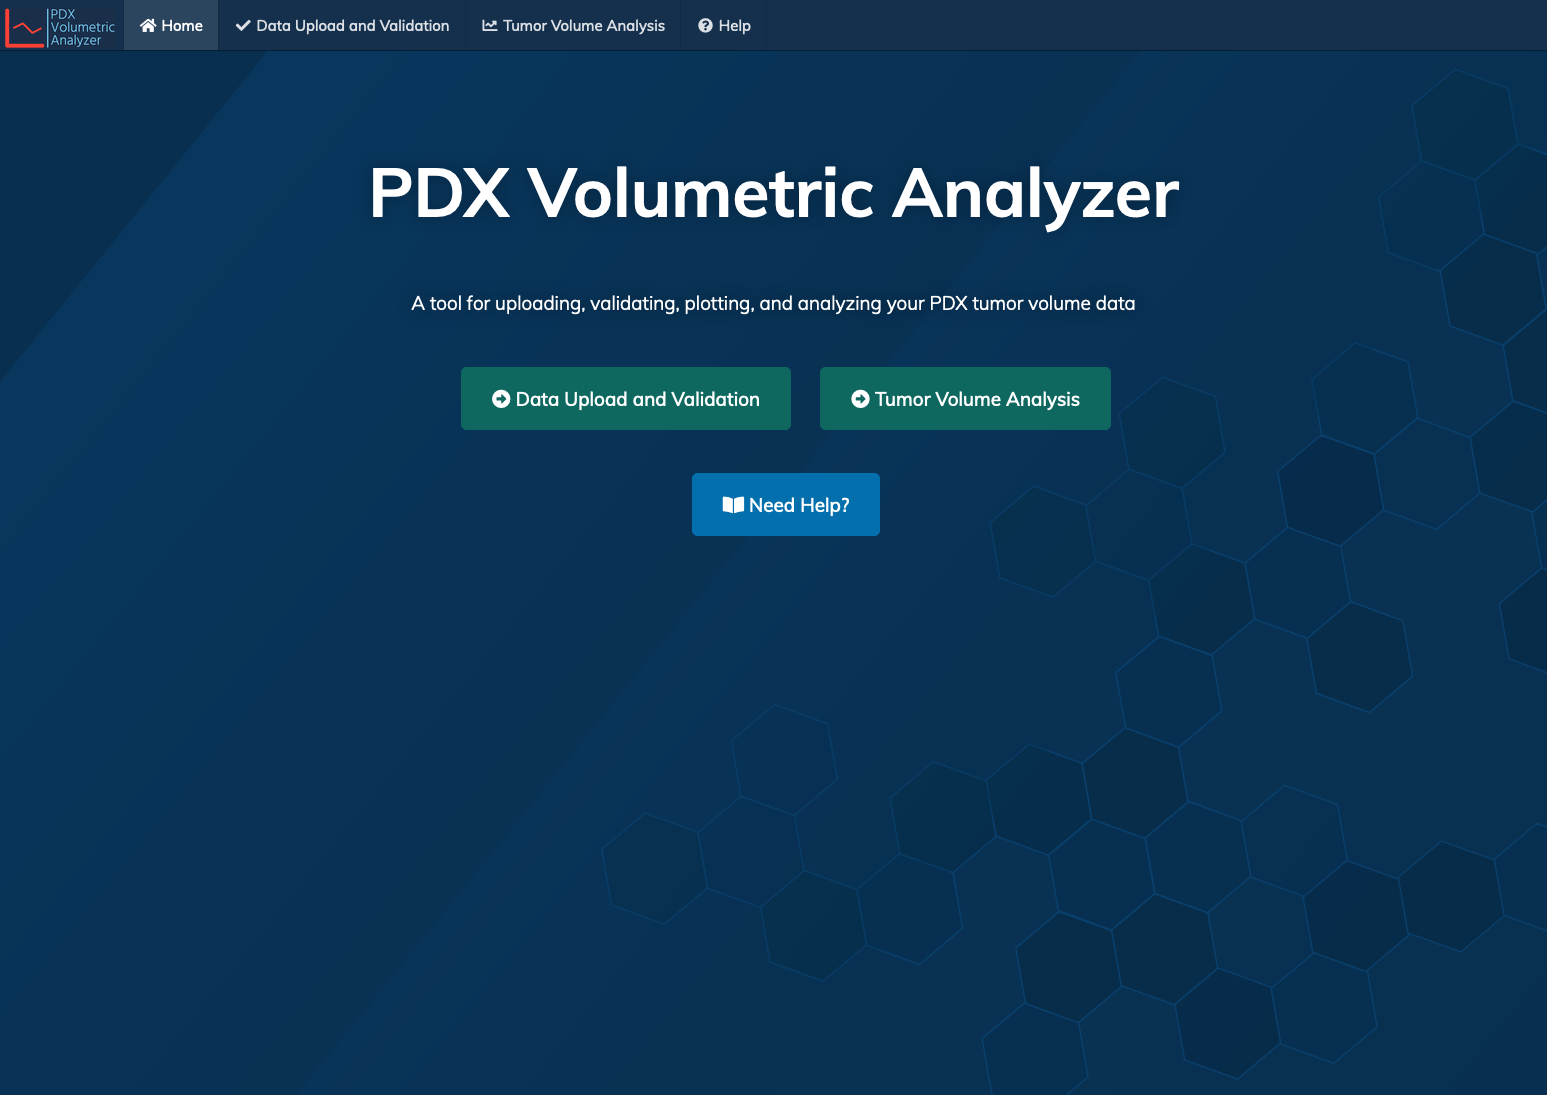 PDX
Volumetric
Analyzer
Home
Data Upload and Validation
Tumor Volume Analysis
Help
PDX Volumetric Analyzer
A tool for uploading, validating, plotting, and analyzing your PDX tumor volume data
Data Upload and Validation
Tumor Volume Analysis
Need Help?